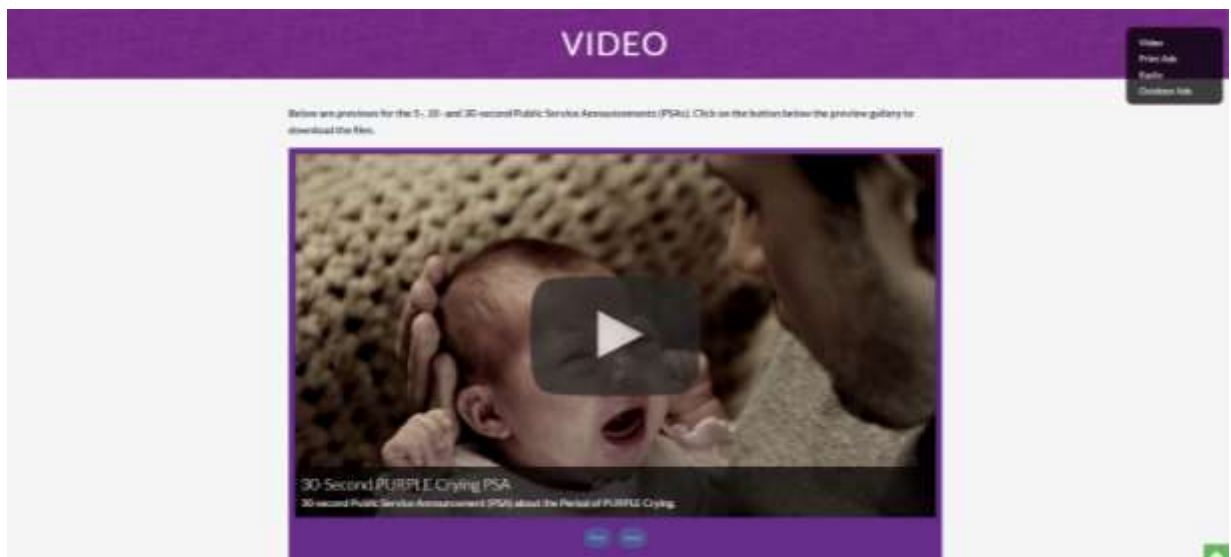 VIDEO
Video
Print Ads
Radio
Outdoor Ads
Below are previews for the 5-, 10- and 30-second Public Service Announcements (PSAs). Click on the button below the preview gallery to
download the files.
30-Second PURPLE Crying PSA
30-second Public Service Announcement (PSA) about the Period of PURPLE Crying.